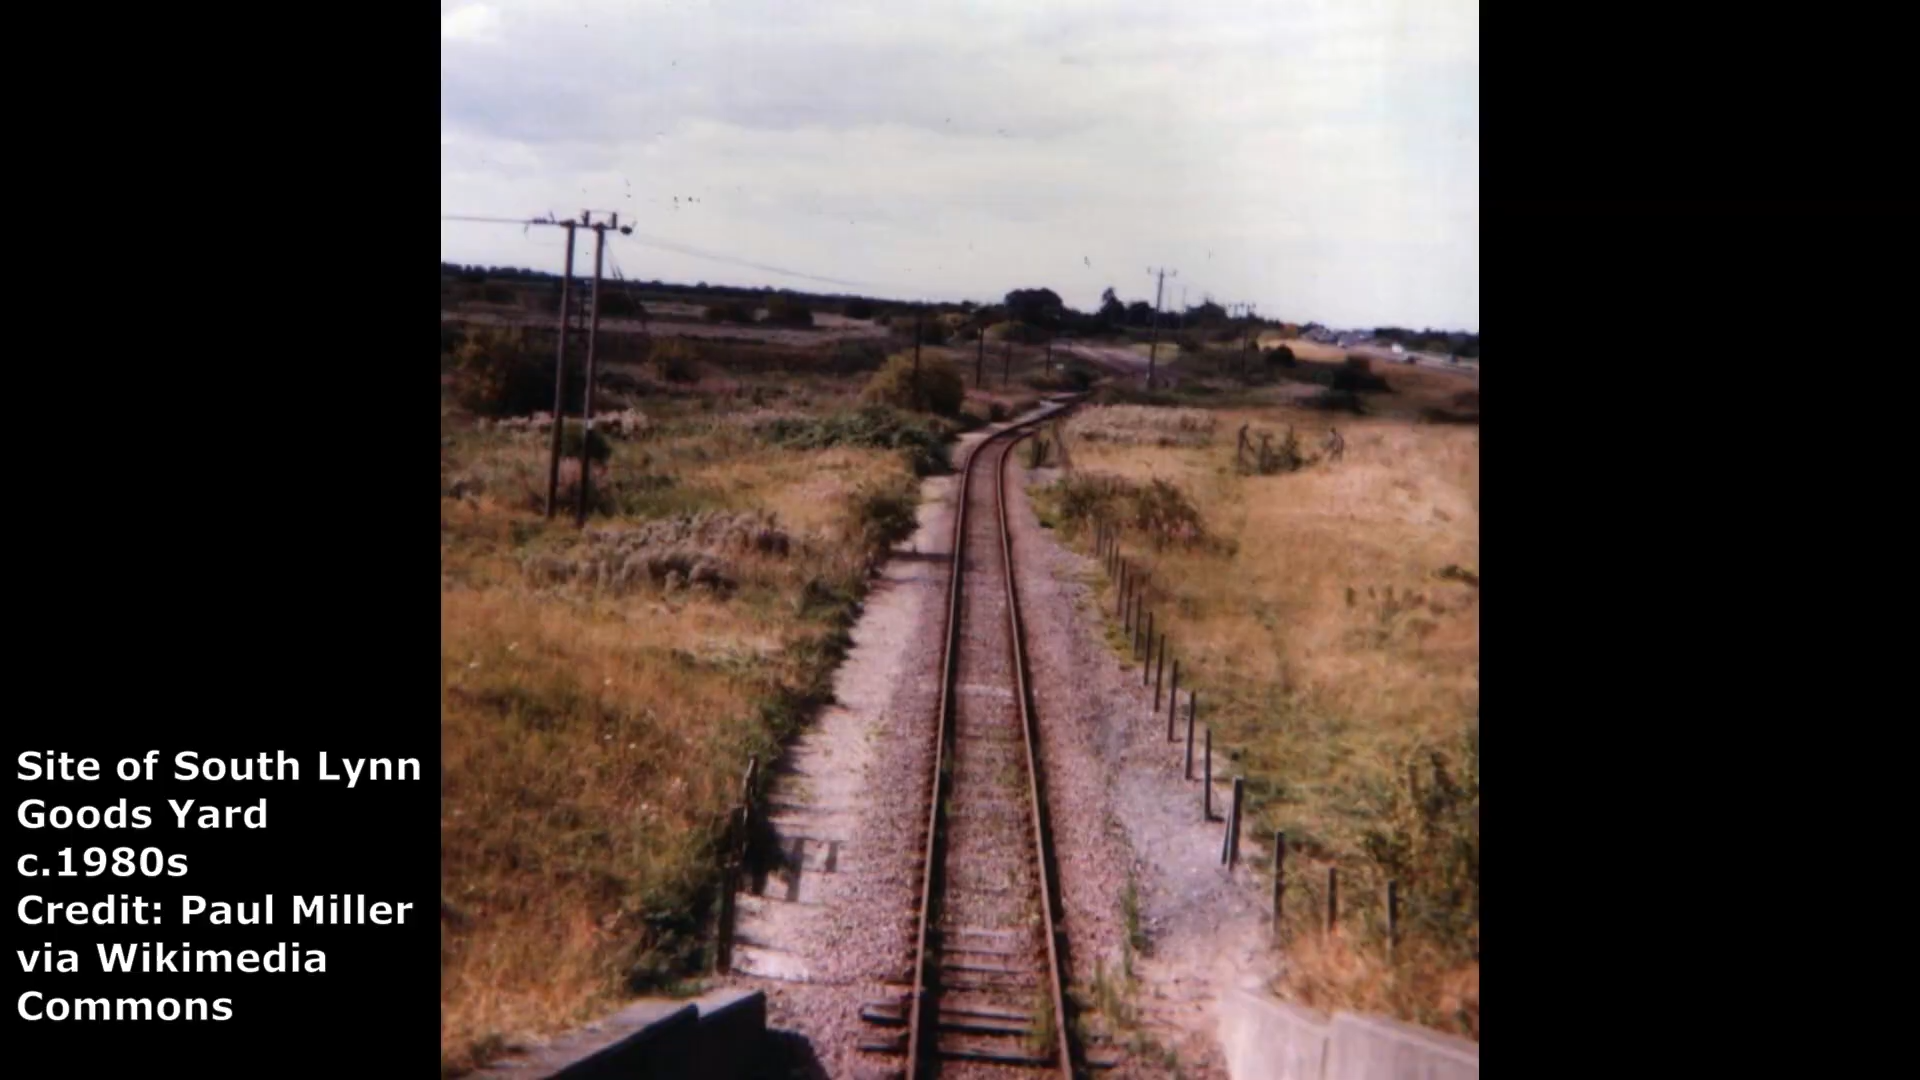 Site of South Lynn
Goods Yard
c.1980s
Credit: Paul Miller
via Wikimedia
Commons